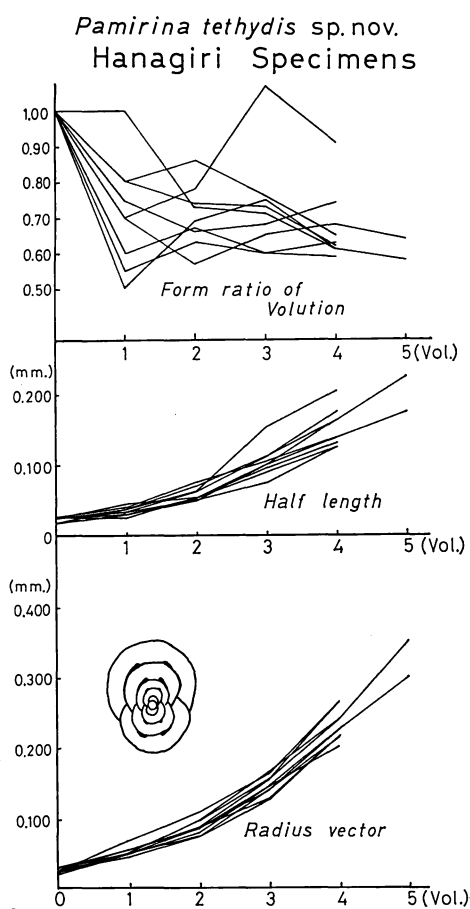 Pamirina tethydis sp. nov.
Hanagiri Specimens
1.00
0.90
0.80
0.70
0.60
0.50
Form ratio of
Volution
1 2 3 4 5 (Vol.)
(mm.)
0.200
0.100
Half length
0
1 2 3 4 5 (Vol.)
(mm.)
0.400
0.300
0.200
0.100
Radius vector
0 1 2 3 4 5 (Vol.)